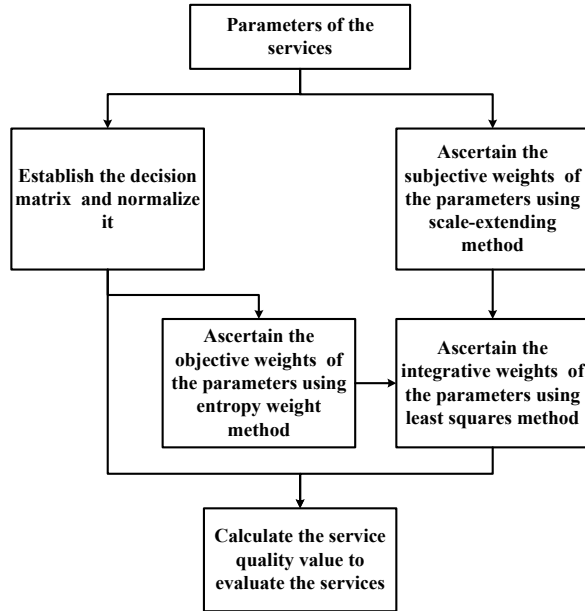 Parameters of the
services
Establish the decision
matrix and normalize
it
Ascertain the
subjective weights of
the parameters using
scale-extending
method
Ascertain the
objective weights of
the parameters using
entropy weight
method
Ascertain the
integrative weights of
the parameters using
least squares method
Calculate the service
quality value to
evaluate the services